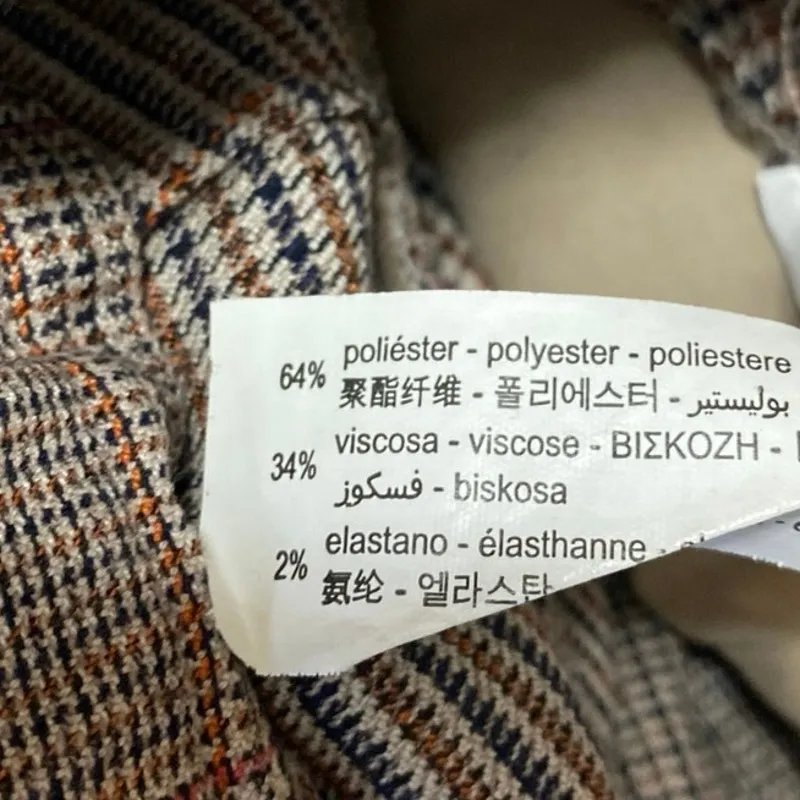 64% poliéster - polyester - poliestere
聚酯纤维 - 폴리에스터 - بوليستير
34% viscosa - viscose - ΒΙΣΚΟΖΗ -
فسكوز - biskosa
2% elastano - élasthanne -
氨纶 - 엘라스탄